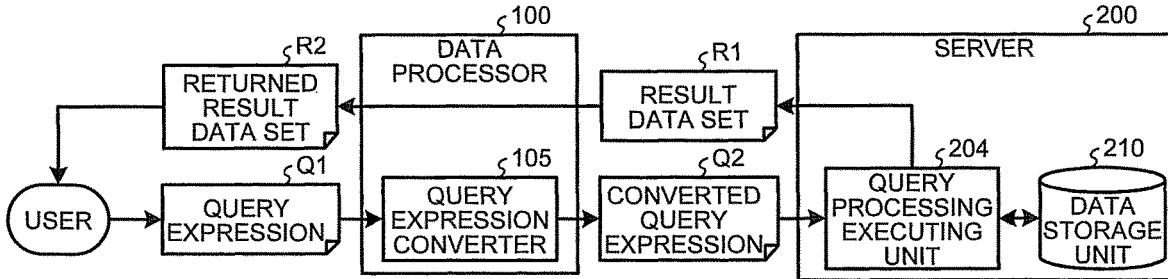 100
DATA
PROCESSOR
200
SERVER
R2
RETURNED
RESULT
DATA SET
R1
RESULT
DATA SET
USER
Q1
QUERY
EXPRESSION
105
QUERY
EXPRESSION
CONVERTER
Q2
CONVERTED
QUERY
EXPRESSION
204
QUERY
PROCESSING
EXECUTING
UNIT
210
DATA
STORAGE
UNIT